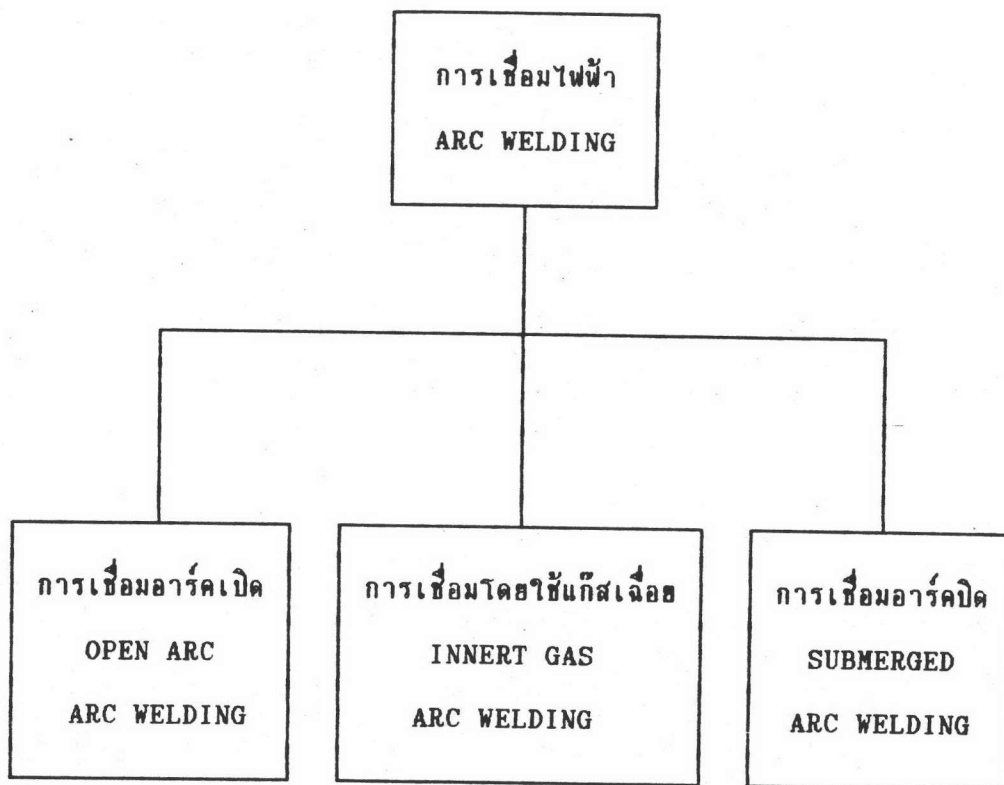 การเชื่อมไฟฟ้า
ARC WELDING
การเชื่อมอาร์คเปิด
OPEN ARC
ARC WELDING
การเชื่อมโดยใช้แก๊สเฉื่อย
INNERT GAS
ARC WELDING
การเชื่อมอาร์คปิด
SUBMERGED
ARC WELDING